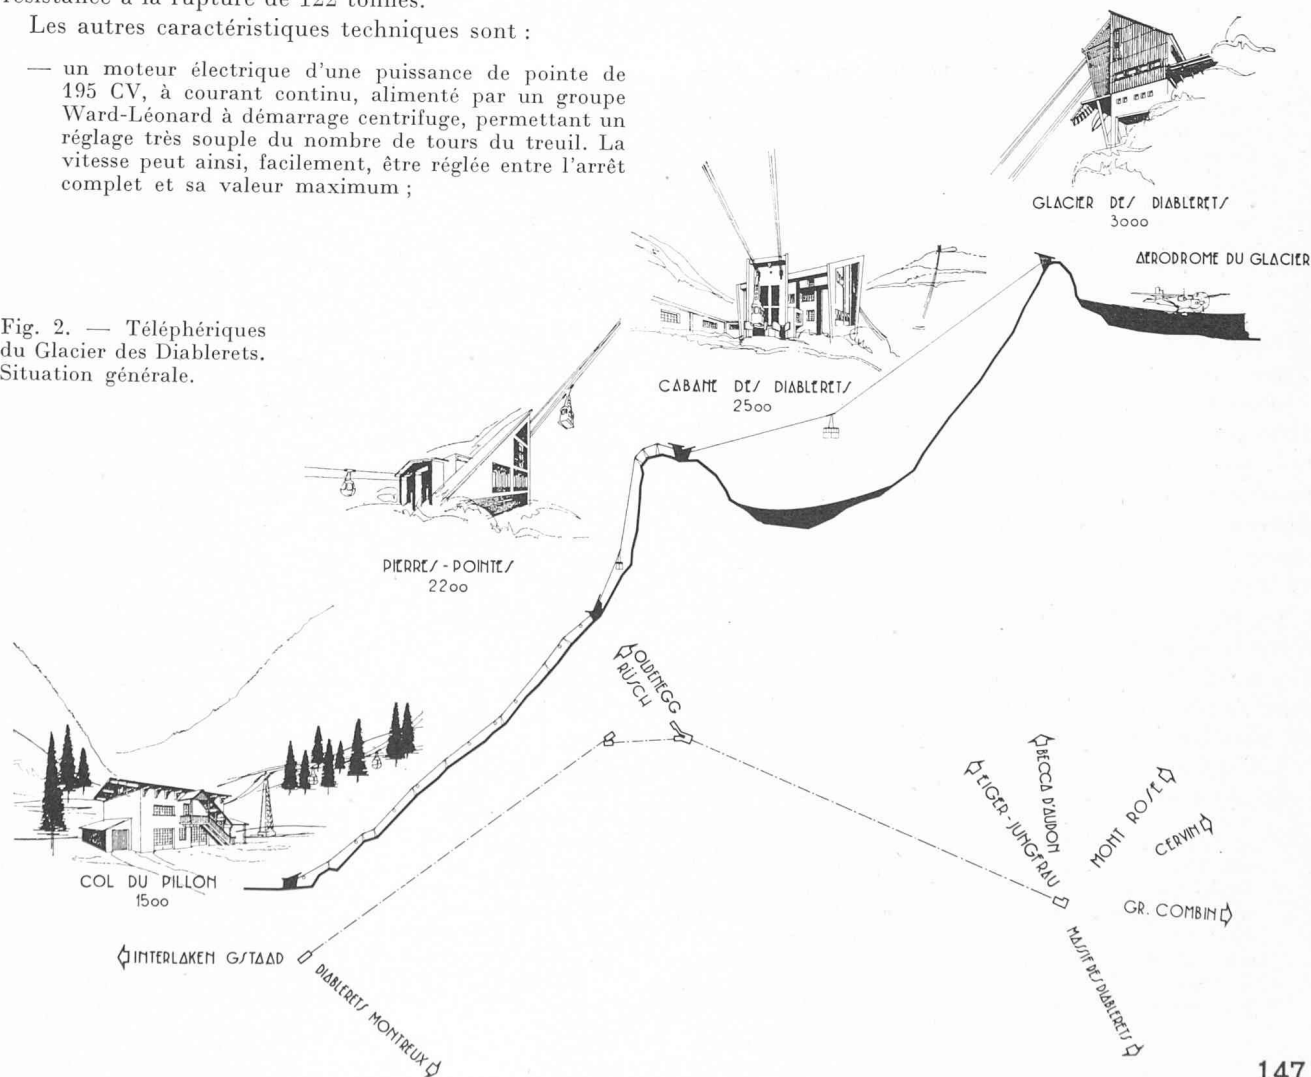 résistance à la rupture de 122 tonnes.
Les autres caractéristiques techniques sont :
— un moteur électrique d'une puissance de pointe de
195 CV, à courant continu, alimenté par un groupe
Ward-Léonard à démarrage centrifuge, permettant un
réglage très souple du nombre de tours du treuil. La
vitesse peut ainsi, facilement, être réglée entre l'arrêt
complet et sa valeur maximum ;
GLACIER DES DIABLERETS
3000
AÉRODROME DU GLACIER
Fig. 2. — Téléphériques
du Glacier des Diablerets.
Situation générale.
CABANE DES DIABLERETS
2500
PIERRES - POINTES
2200
OLDENEGG
RÜSCH
COL DU PILLON
1500
INTERLAKEN GSTAAD
DIABLERETS MONTREUX
EIGER - JUNGFRAU
BECCA D'AUDON
MONT ROSE
CERVIN
GR. COMBIN
MASSIF DES DIABLERETS
147